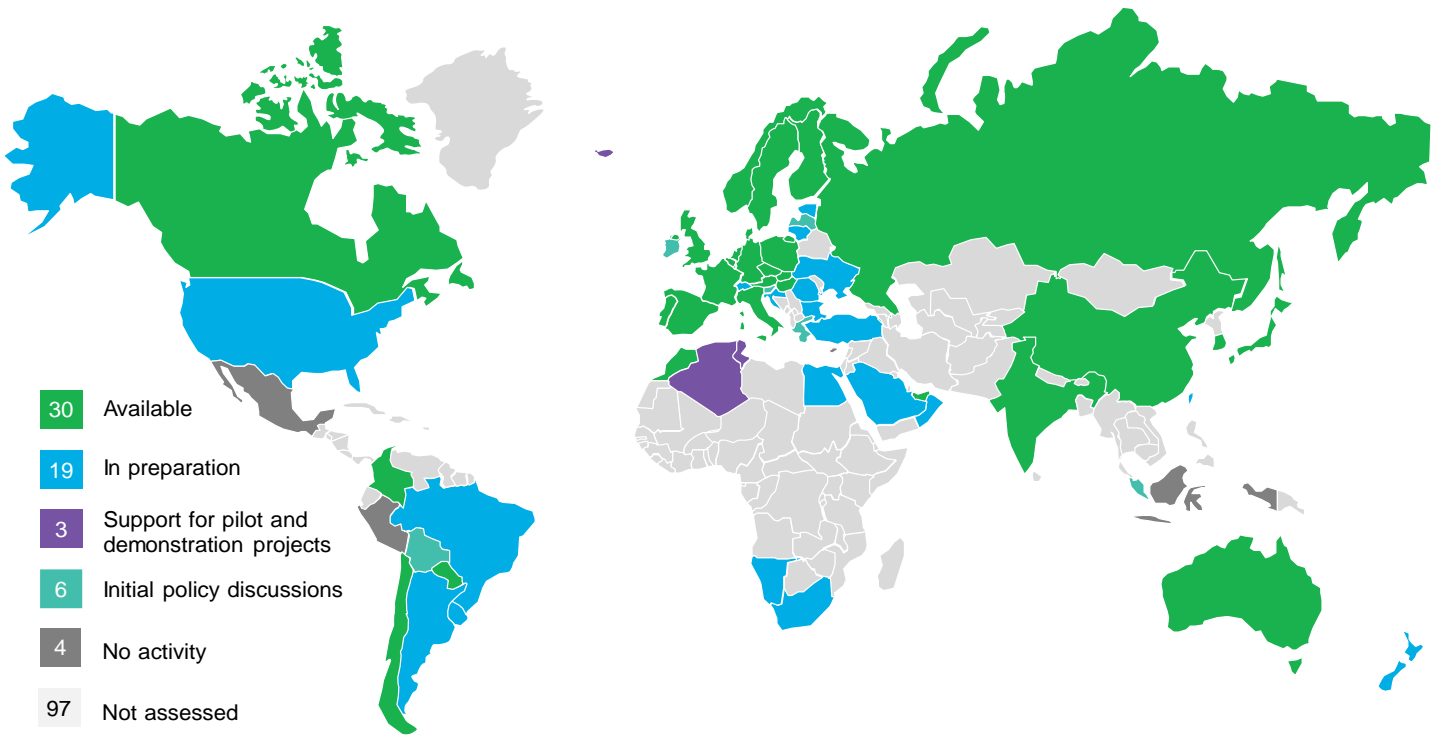 30 Available
19 In preparation
3 Support for pilot and
demonstration projects
6 Initial policy discussions
4 No activity
97 Not assessed